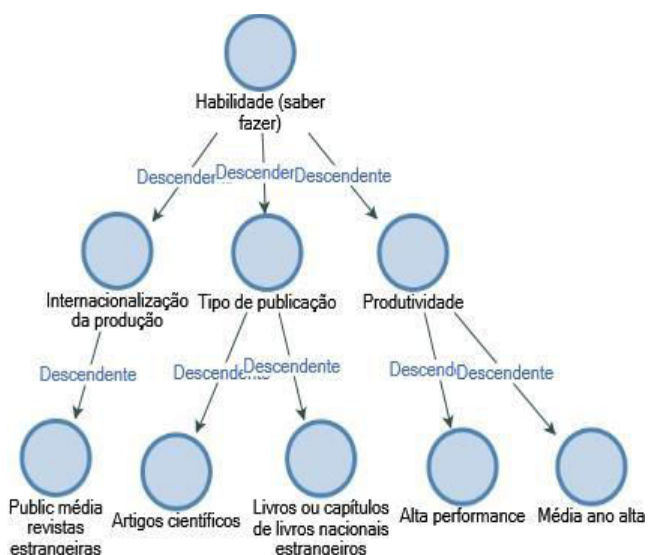 Habilidade (saber
fazer)
Descendente
Descendente
Descendente
Internacionalização
da produção
Tipo de publicação
Produtividade
Descendente
Descendente
Descendente
Descendente
Descendente
Public média
revistas
estrangeiras
Artigos científicos
Livros ou capítulos
de livros nacionais
estrangeiros
Alta performance
Média ano alta